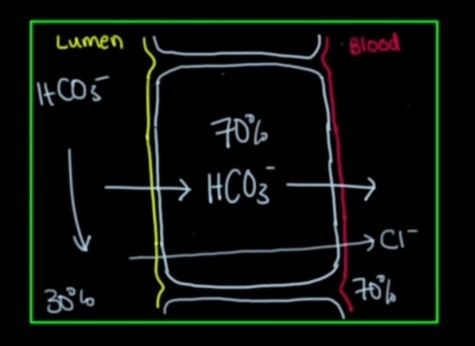 Lumen
Blood
HCO3-
70%
HCO3-
Cl-
30%
70%